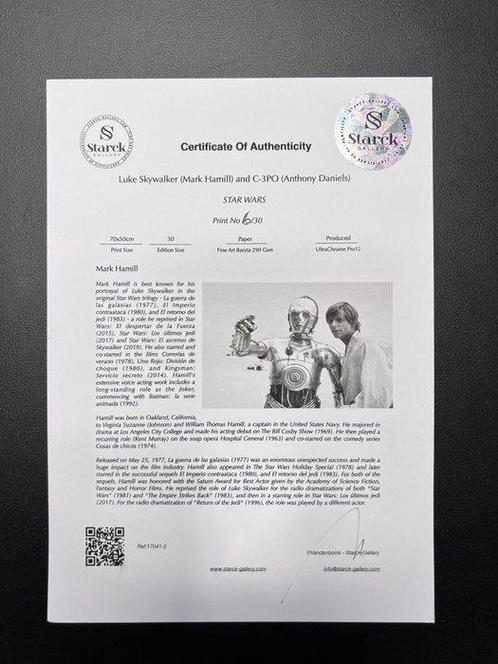 Starck
GALLERY
Starck
GALLERY
Certificate Of Authenticity
Luke Skywalker (Mark Hamill) and C-3PO (Anthony Daniels)
STAR WARS
Print No 6/30
70x50cm 30 Paper Produced
Print Size Edition Size Fine Art Baryta 290 Gsm UltraChrome Pro12
Mark Hamill
Mark Hamill is best known for his
portrayal of Luke Skywalker in the
original Star Wars trilogy - La guerra de
las galaxias (1977), El Imperio
contraataca (1980), and El retorno del
jedi (1983) - a role he reprised in Star
Wars: El despertar de la Fuerza
(2015), Star Wars: Los últimos Jedi
(2017) and Star Wars: El ascenso de
Skywalker (2019). He also starred and
co-starred in the films Correrías de
verano (1978), Uno Rojo: División de
choque (1980), and Kingsman:
Servicio secreto (2014). Hamill's
extensive voice acting work includes a
long-standing role as the Joker,
commencing with Batman: la serie
animada (1992).
Hamill was born in Oakland, California,
to Virginia Suzanne (Johnson) and William Thomas Hamill, a captain in the United States Navy. He majored in
drama at Los Angeles City College and made his acting debut on The Bill Cosby Show (1969). He then played a
recurring role (Kent Murray) on the soap opera Hospital General (1963) and co-starred on the comedy series
Cosas de chicos (1974).
Released on May 25, 1977, La guerra de las galaxias (1977) was an enormous unexpected success and made a
huge impact on the film industry. Hamill also appeared in The Star Wars Holiday Special (1978) and later
starred in the successful sequels El Imperio contraataca (1980), and El retorno del jedi (1983). For both of the
sequels, Hamill was honored with the Saturn Award for Best Actor given by the Academy of Science Fiction,
Fantasy and Horror Films. He reprised the role of Luke Skywalker for the radio dramatizations of both "Star
Wars" (1981) and "The Empire Strikes Back" (1983), and then in a starring role in Star Wars: Los últimos Jedi
(2017). For the radio dramatization of "Return of the Jedi" (1996), the role was played by a different actor.
Ref:17041-3
P.Vandenborns - Starck-Gallery
www.starck-gallery.com info@starck-gallery.com